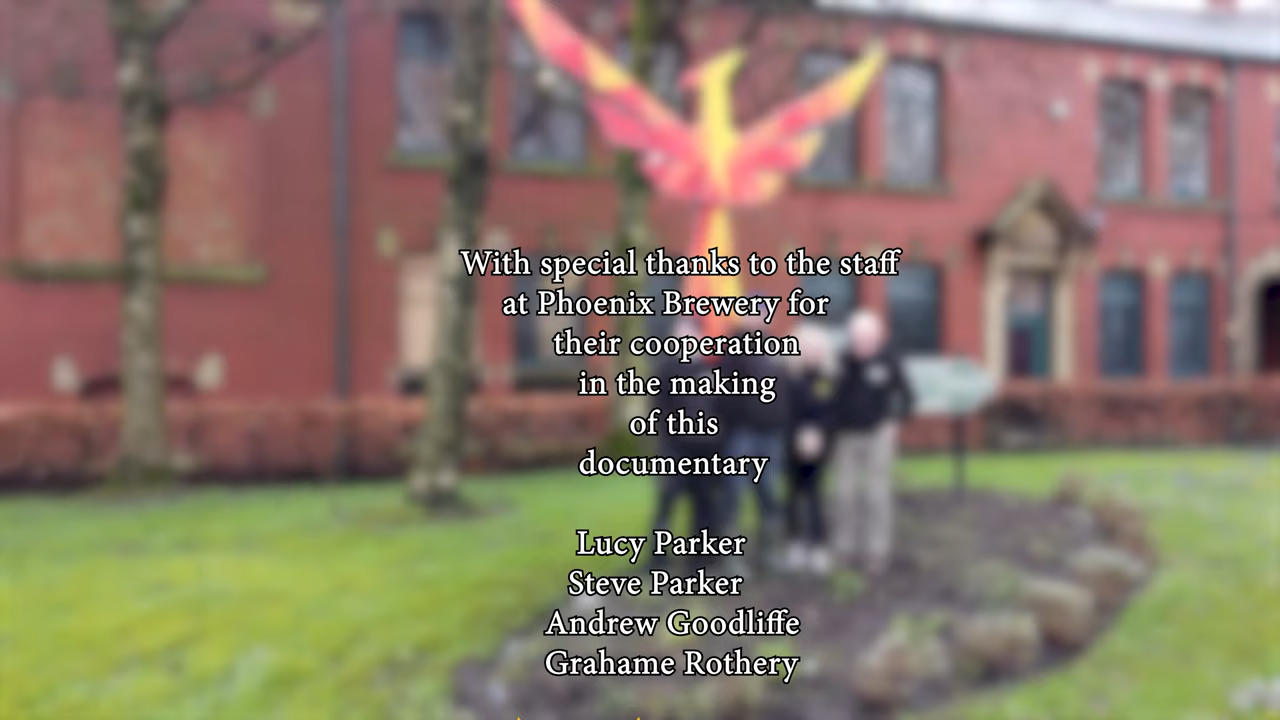 With special thanks to the staff
at Phoenix Brewery for
their cooperation
in the making
of this
documentary
Lucy Parker
Steve Parker
Andrew Goodliffe
Grahame Rothery